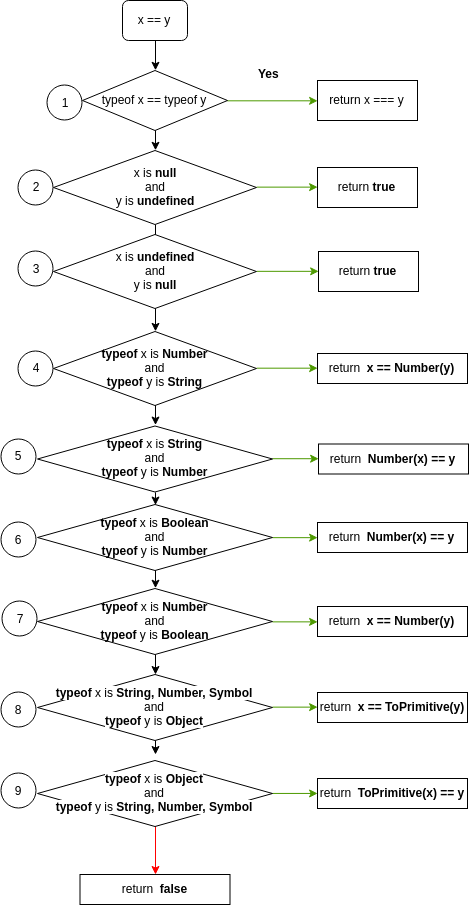 x == y
Yes
1
typeof x == typeof y
return x === y
2
x is null
and
y is undefined
return true
3
x is undefined
and
y is null
return true
4
typeof x is Number
and
typeof y is String
return x == Number(y)
5
typeof x is String
and
typeof y is Number
return Number(x) == y
6
typeof x is Boolean
and
typeof y is Number
return Number(x) == y
7
typeof x is Number
and
typeof y is Boolean
return x == Number(y)
8
typeof x is String, Number, Symbol
and
typeof y is Object
return x == ToPrimitive(y)
9
typeof x is Object
and
typeof y is String, Number, Symbol
return ToPrimitive(x) == y
return false